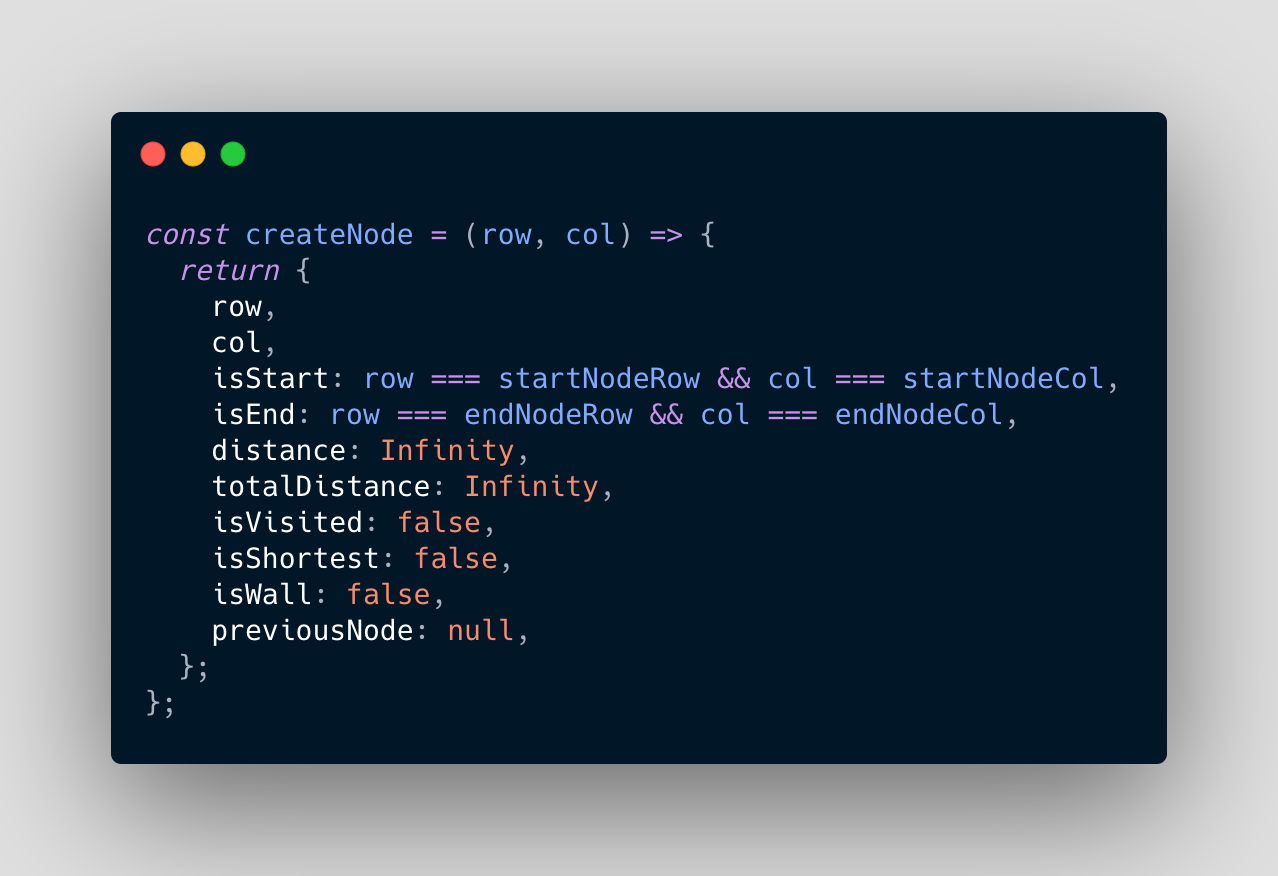 const createNode = (row, col) => {
  return {
    row,
    col,
    isStart: row === startNodeRow && col === startNodeCol,
    isEnd: row === endNodeRow && col === endNodeCol,
    distance: Infinity,
    totalDistance: Infinity,
    isVisited: false,
    isShortest: false,
    isWall: false,
    previousNode: null,
  };
};